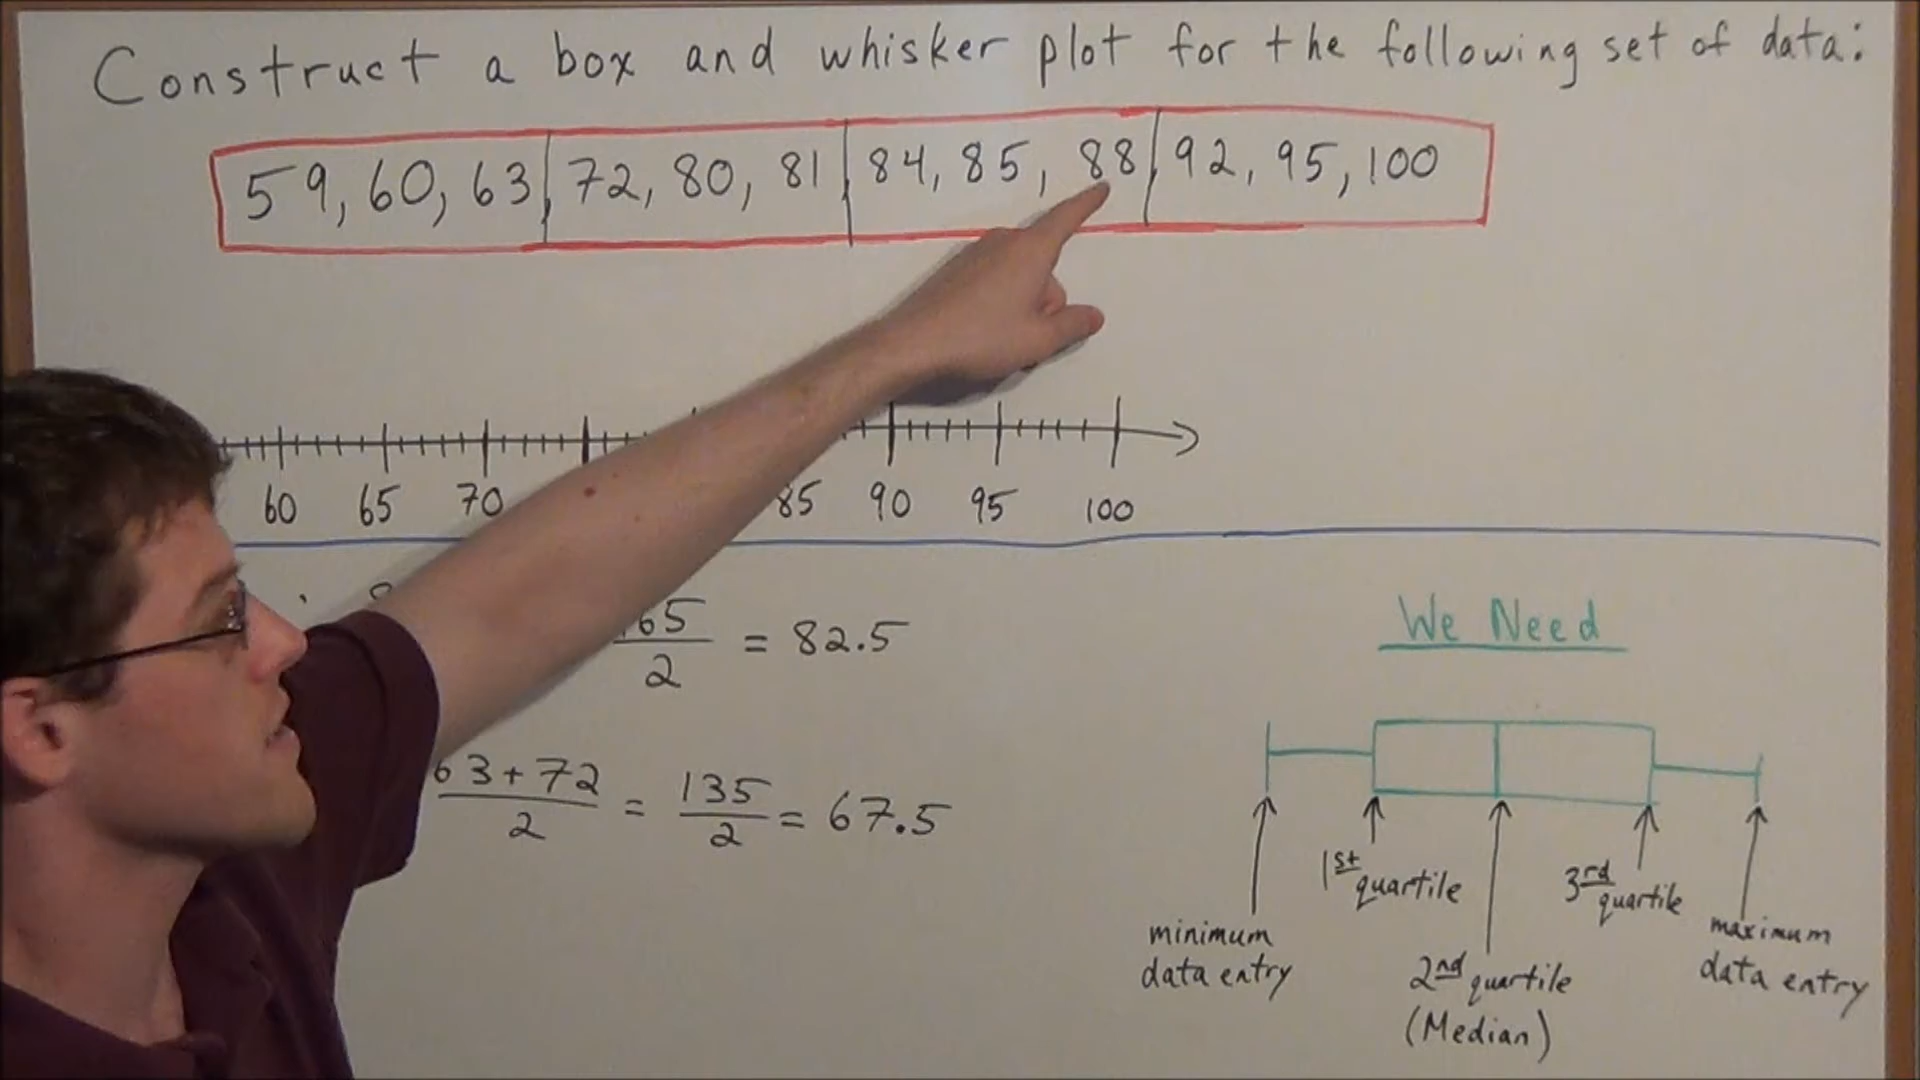 Construct a box and whisker plot for the following set of data:
59, 60, 63, 72, 80, 81, 84, 85, 88, 92, 95, 100
60 65 70 85 90 95 100
65/2 = 82.5
We Need
63+72/2 = 135/2 = 67.5
1st quartile
3rd quartile
minimum data entry
maximum data entry
2nd quartile
(Median)